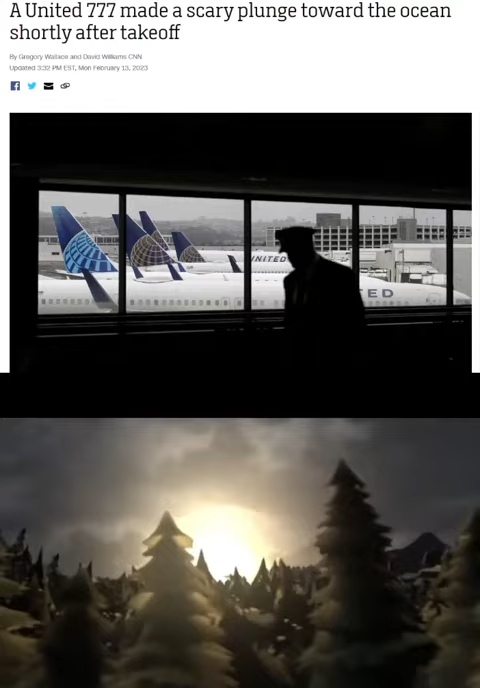 A United 777 made a scary plunge toward the ocean
shortly after takeoff
By Gregory Wallace and David Williams CNN
Updated 3:32 PM EST, Mon February 13, 2023
UNITED
ED